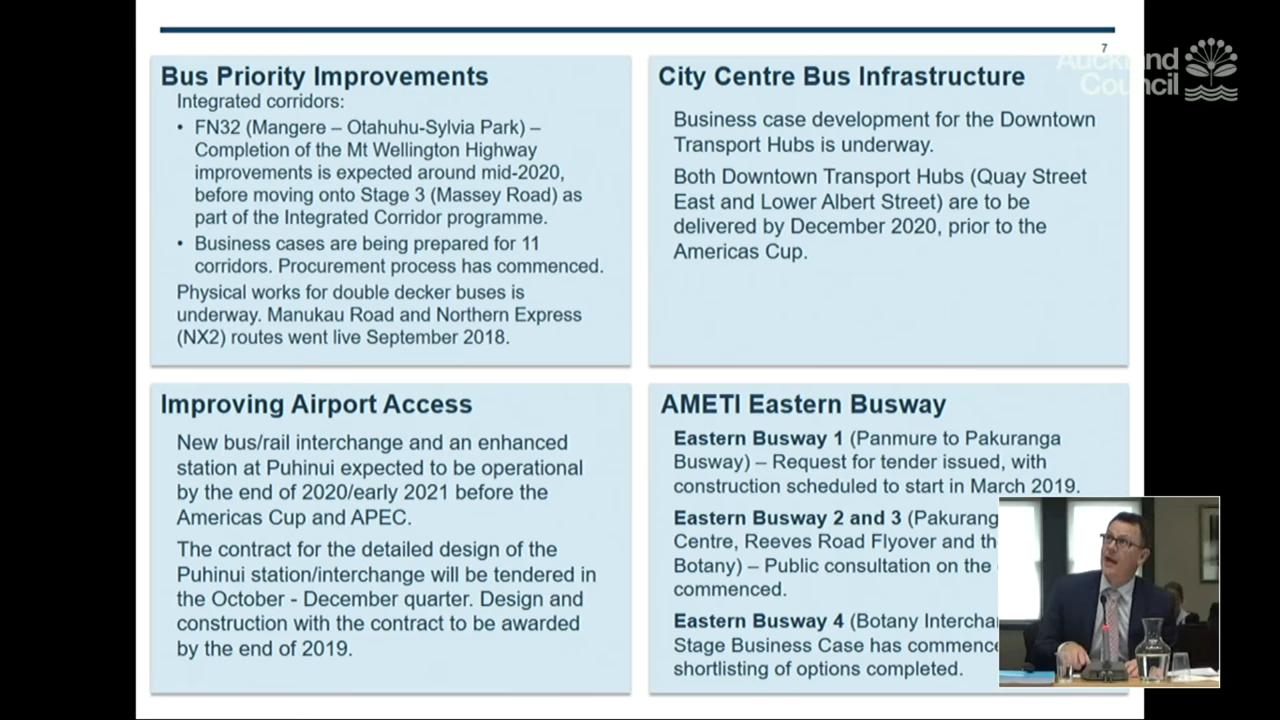 7
Auckland
Council
Bus Priority Improvements
Integrated corridors:
• FN32 (Mangere – Otahuhu-Sylvia Park) –
Completion of the Mt Wellington Highway
improvements is expected around mid-2020,
before moving onto Stage 3 (Massey Road) as
part of the Integrated Corridor programme.
• Business cases are being prepared for 11
corridors. Procurement process has commenced.
Physical works for double decker buses is
underway. Manukau Road and Northern Express
(NX2) routes went live September 2018.
City Centre Bus Infrastructure
Business case development for the Downtown
Transport Hubs is underway.
Both Downtown Transport Hubs (Quay Street
East and Lower Albert Street) are to be
delivered by December 2020, prior to the
Americas Cup.
Improving Airport Access
New bus/rail interchange and an enhanced
station at Puhinui expected to be operational
by the end of 2020/early 2021 before the
Americas Cup and APEC.
The contract for the detailed design of the
Puhinui station/interchange will be tendered in
the October - December quarter. Design and
construction with the contract to be awarded
by the end of 2019.
AMETI Eastern Busway
Eastern Busway 1 (Panmure to Pakuranga
Busway) – Request for tender issued, with
construction scheduled to start in March 2019.
Eastern Busway 2 and 3 (Pakurang
Centre, Reeves Road Flyover and th
Botany) – Public consultation on the
commenced.
Eastern Busway 4 (Botany Intercha
Stage Business Case has commence
shortlisting of options completed.